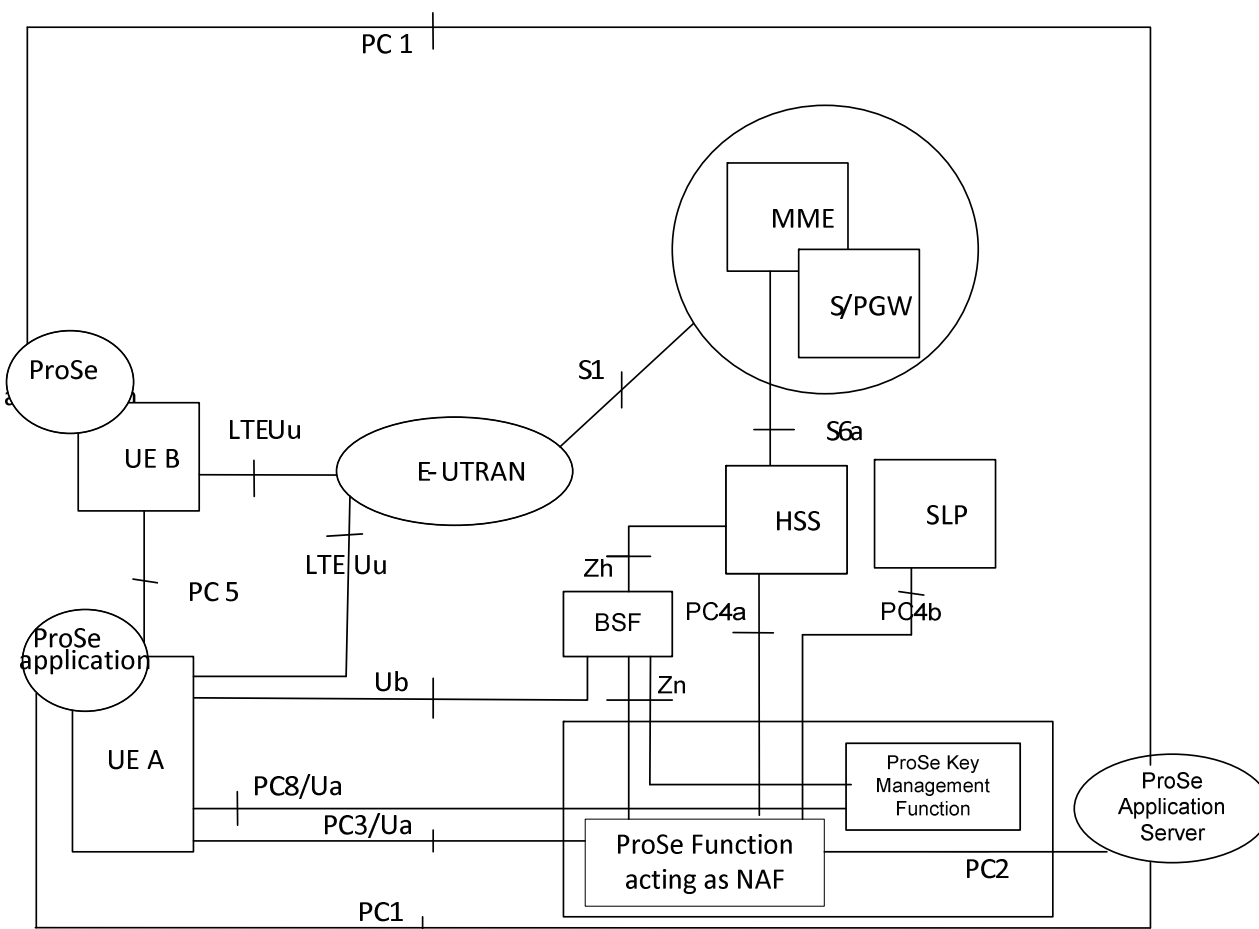 PC 1
MME
S/PGW
S1
ProSe
LTEUu
UE B
E-UTRAN
S6a
HSS
SLP
LTE Uu
Zh
PC 5
BSF
PC4a
PC4b
ProSe
application
Ub
Zn
UE A
PC8/Ua
PC3/Ua
ProSe Key
Management
Function
ProSe
Application
Server
ProSe Function
acting as NAF
PC2
PC1